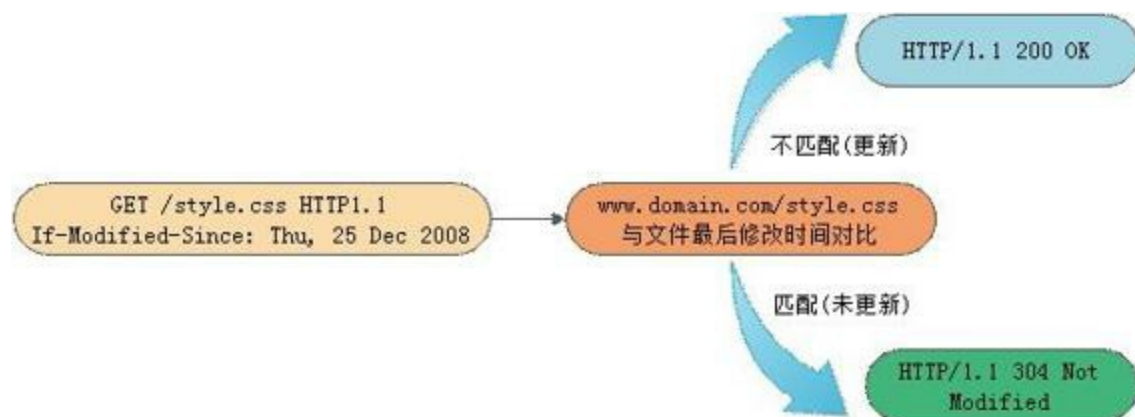 HTTP/1.1 200 OK
不匹配(更新)
GET /style.css HTTP1.1
If-Modified-Since: Thu, 25 Dec 2008
www.domain.com/style.css
与文件最后修改时间对比
匹配(未更新)
HTTP/1.1 304 Not
Modified